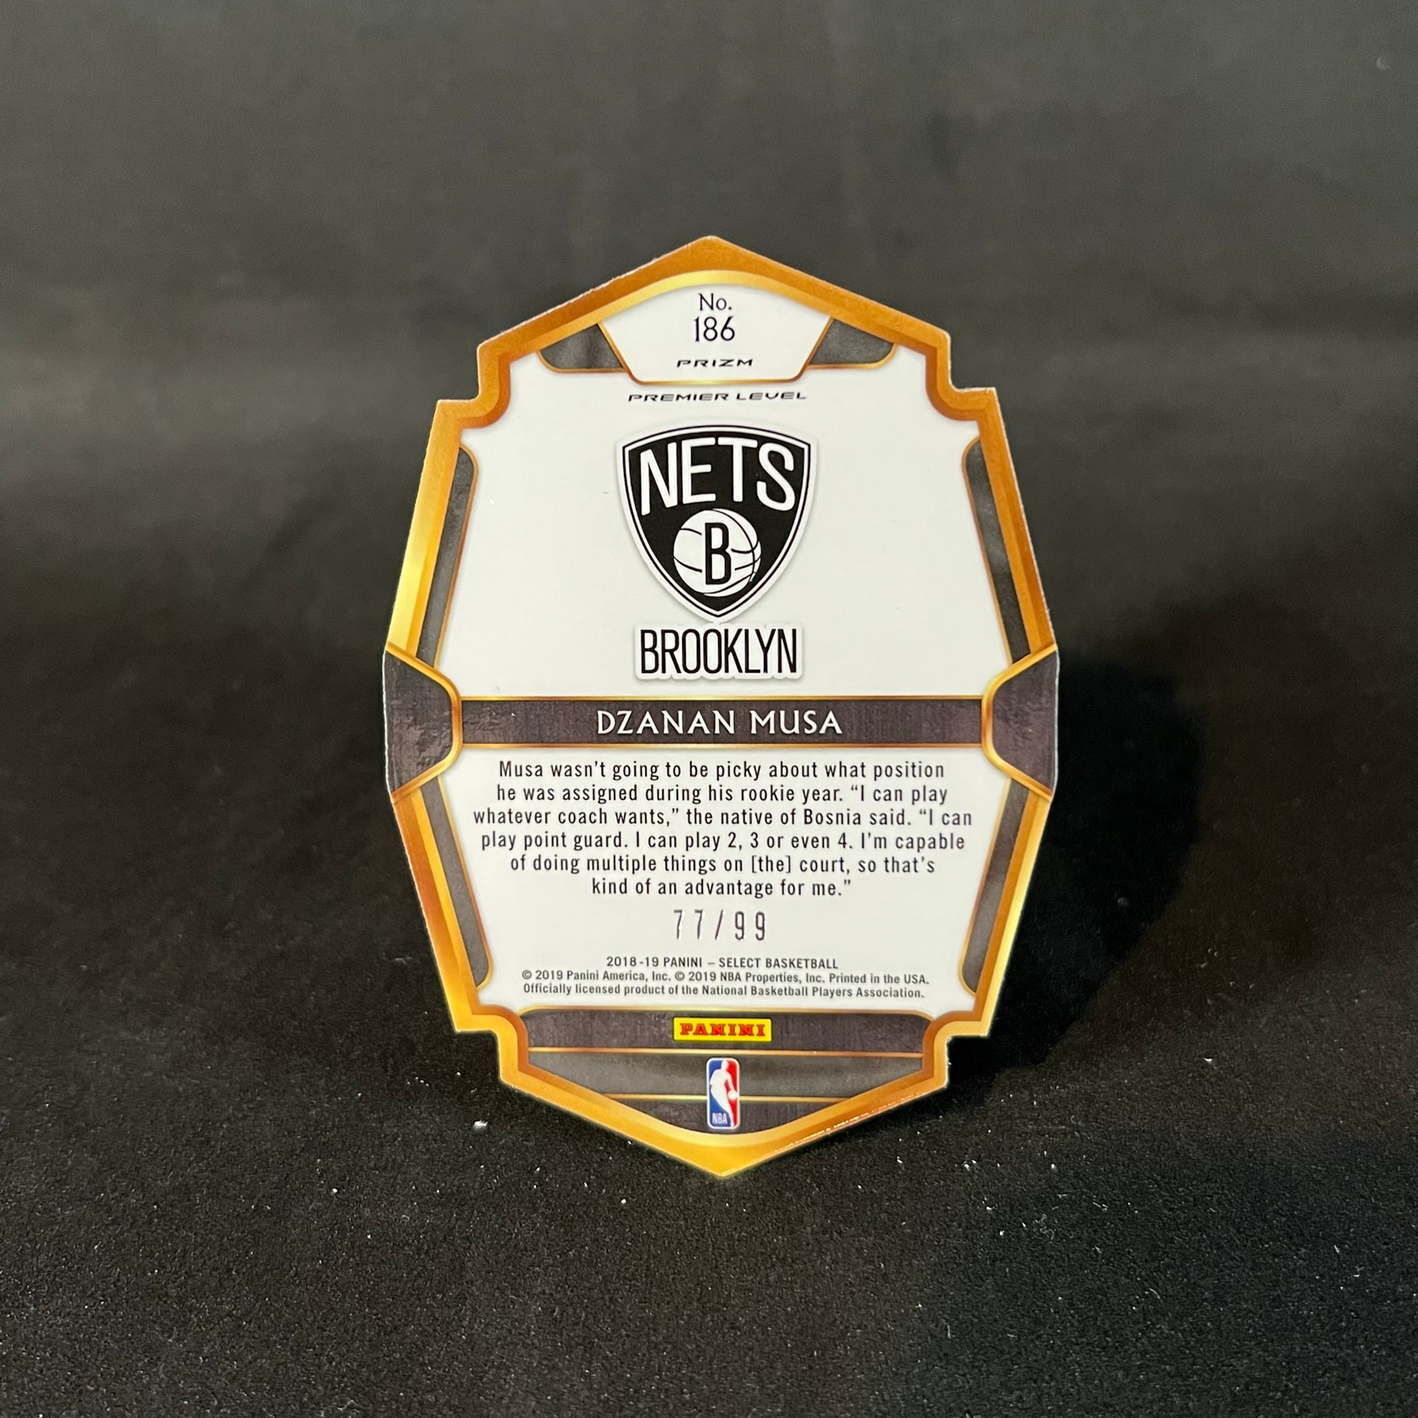 No.
186
PRIZM
PREMIER LEVEL
NETS
B
BROOKLYN
DZANAN MUSA
Musa wasn't going to be picky about what position
he was assigned during his rookie year. “I can play
whatever coach wants,” the native of Bosnia said. “I can
play point guard. I can play 2, 3 or even 4. I'm capable
of doing multiple things on [the] court, so that's
kind of an advantage for me.”
77/99
2018-19 PANINI – SELECT BASKETBALL
© 2019 Panini America, Inc. © 2019 NBA Properties, Inc. Printed in the USA.
Officially licensed product of the National Basketball Players Association.
PANINI
NBA